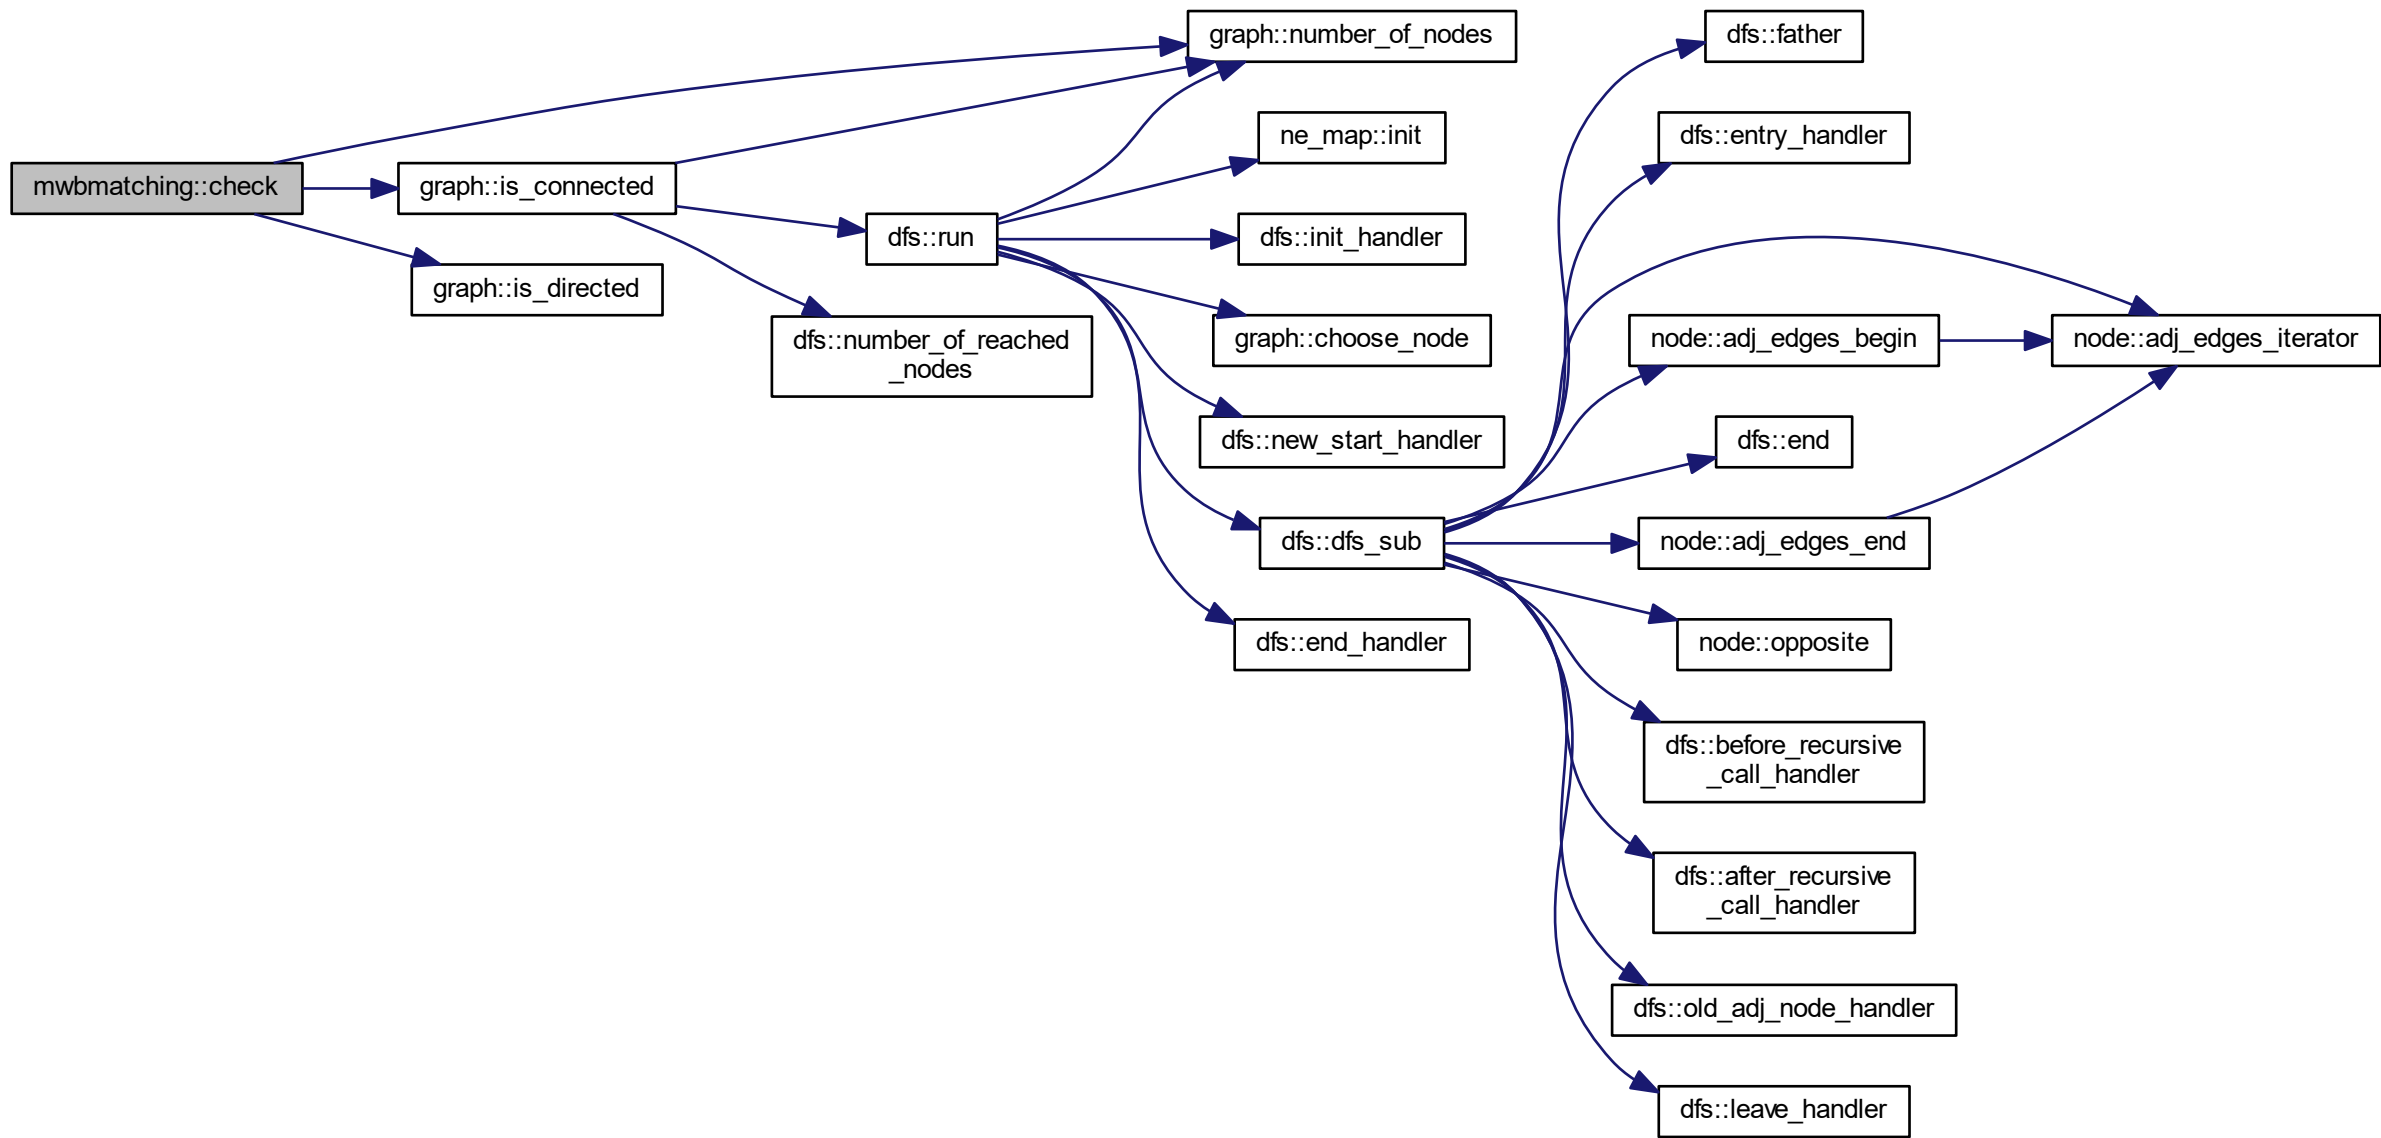 mwbmatching::check
graph::is_connected
graph::is_directed
graph::number_of_nodes
dfs::run
dfs::number_of_reached
_nodes
ne_map::init
dfs::init_handler
graph::choose_node
dfs::new_start_handler
dfs::dfs_sub
dfs::end_handler
dfs::father
dfs::entry_handler
node::adj_edges_begin
node::adj_edges_iterator
dfs::end
node::adj_edges_end
node::opposite
dfs::before_recursive
_call_handler
dfs::after_recursive
_call_handler
dfs::old_adj_node_handler
dfs::leave_handler